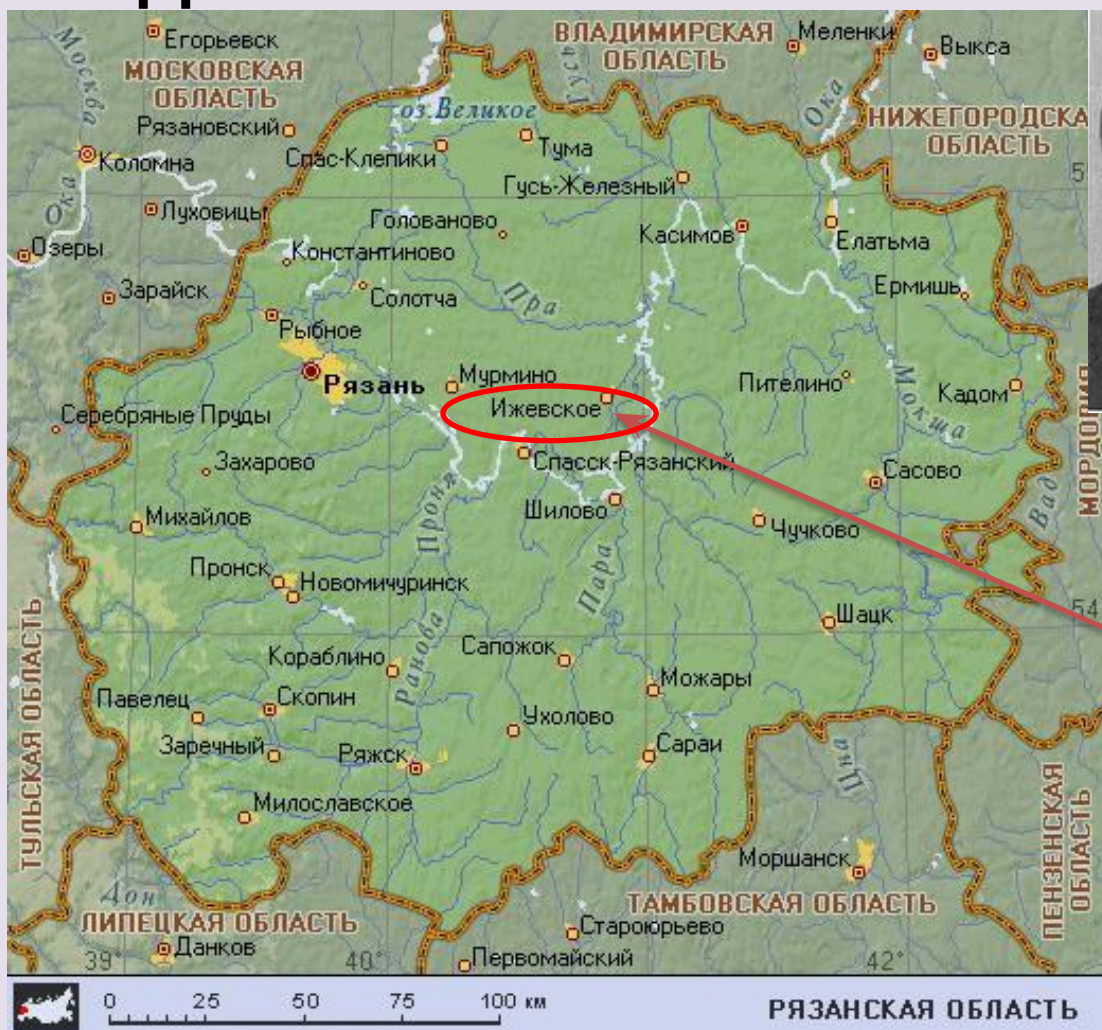 Егорьевск
МОСКОВСКАЯ
ОБЛАСТЬ
Москва
ВЛАДИМИРСКАЯ
ОБЛАСТЬ
Меленки
Выкса
Ока
НИЖЕГОРОДСКА
ОБЛАСТЬ
Рязановский
оз.Великое
Спас-Клепики
Тума
Коломна
Гусь-Железный
Ока
Луховицы
Голованово
Касимов
Елатьма
Озеры
Константиново
Солотча
Пра
Ермишь
Зарайск
Рыбное
Рязань
Мурмино
Ижевское
Пителино
Мокша
Кадом
МОРДОВИЯ
Серебряные Пруды
Захарово
Спасск-Рязанский
Сасово
Вад
Михайлов
Проня
Шилово
Чучково
Пронск
Новомичуринск
Пара
Шацк
54
ТУЛЬСКАЯ ОБЛАСТЬ
Кораблино
Ранова
Сапожок
Можары
Павелец
Скопин
Ухолово
Заречный
Ряжск
Сараи
Цна
ПЕНЗЕНСКАЯ
ОБЛАСТЬ
Милославское
Моршанск
Дон
ЛИПЕЦКАЯ ОБЛАСТЬ
ТАМБОВСКАЯ ОБЛАСТЬ
Данков
Староюрьево
Первомайский
39°
40°
42°
0 25 50 75 100 км
РЯЗАНСКАЯ ОБЛАСТЬ